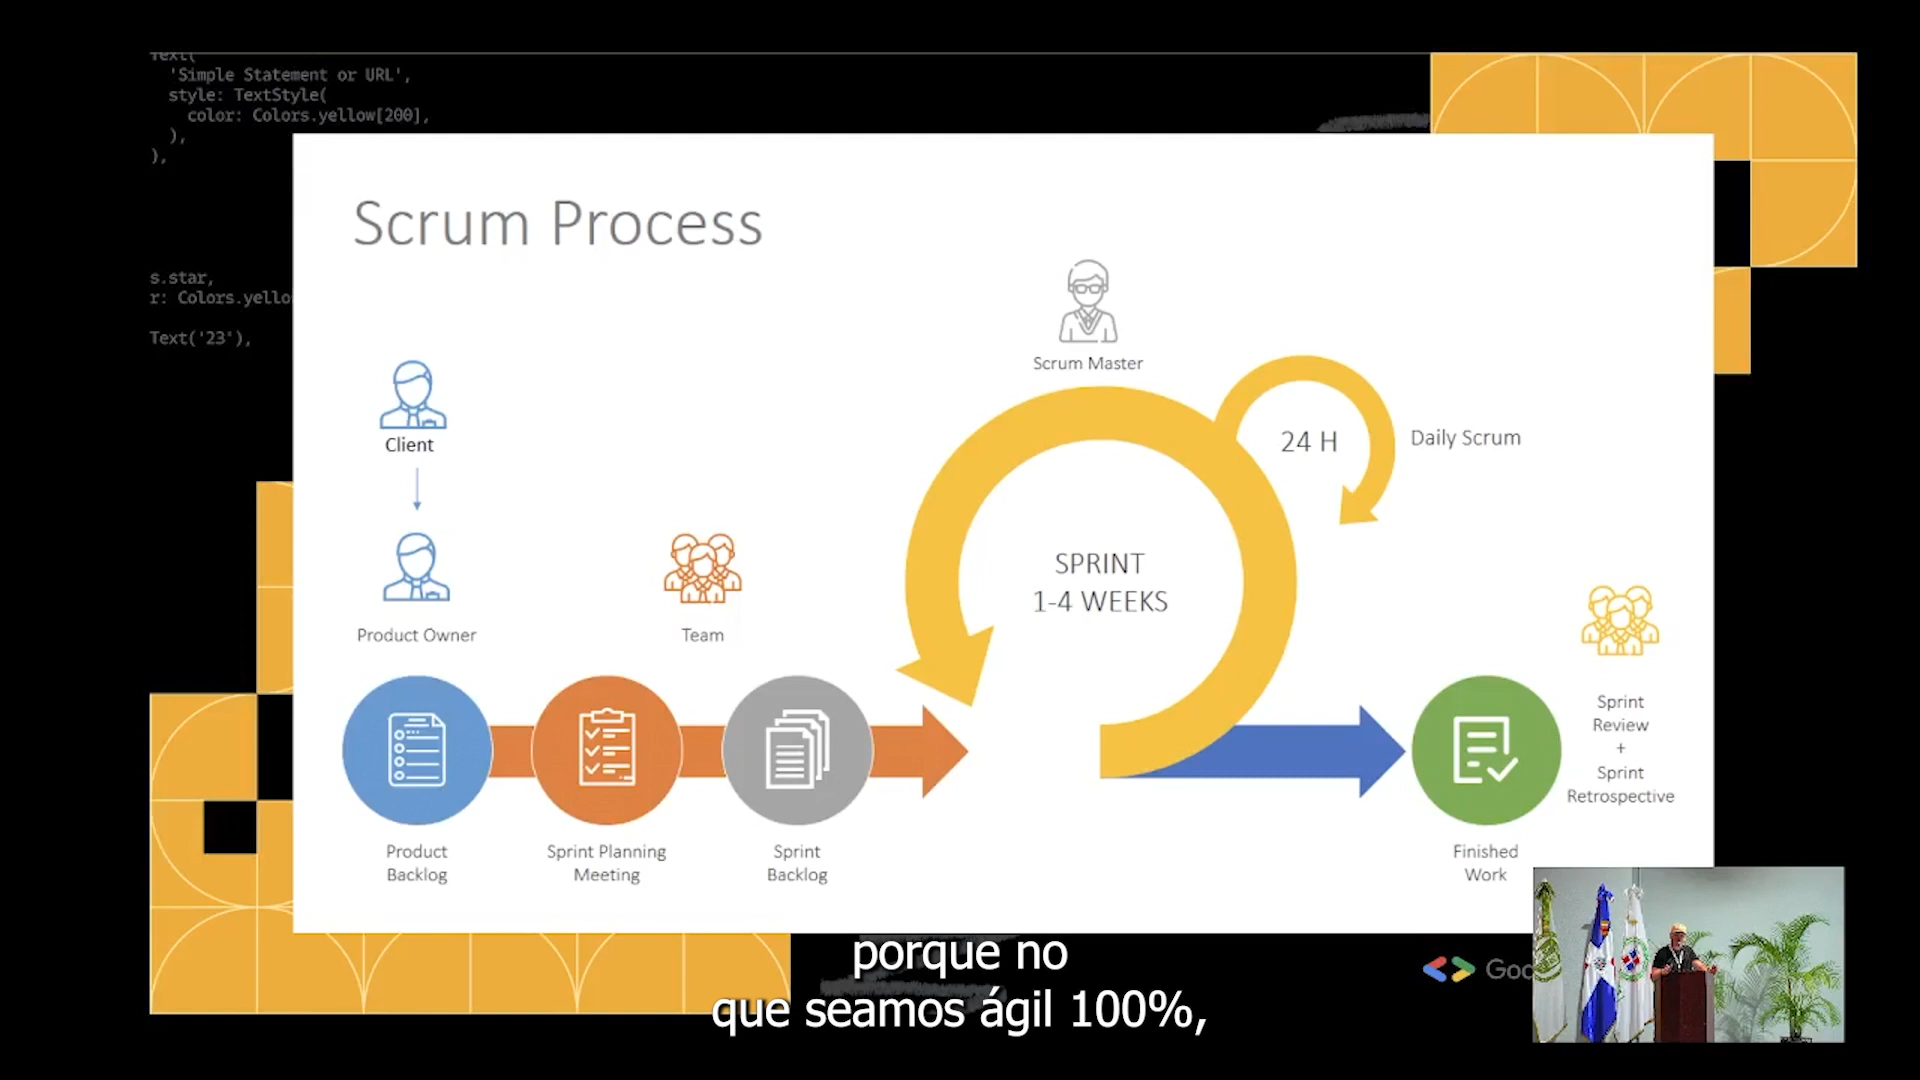 Text(
'Simple Statement or URL',
style: TextStyle(
color: Colors.yellow[200],
),
),
s.star,
r: Colors.yello
Text('23'),
Scrum Process
Scrum Master
Client
24 H
Daily Scrum
SPRINT
1-4 WEEKS
Product Owner
Team
Sprint
Review
+
Sprint
Retrospective
Product
Backlog
Sprint Planning
Meeting
Sprint
Backlog
Finished
Work
Goo
porque no
que seamos ágil 100%,